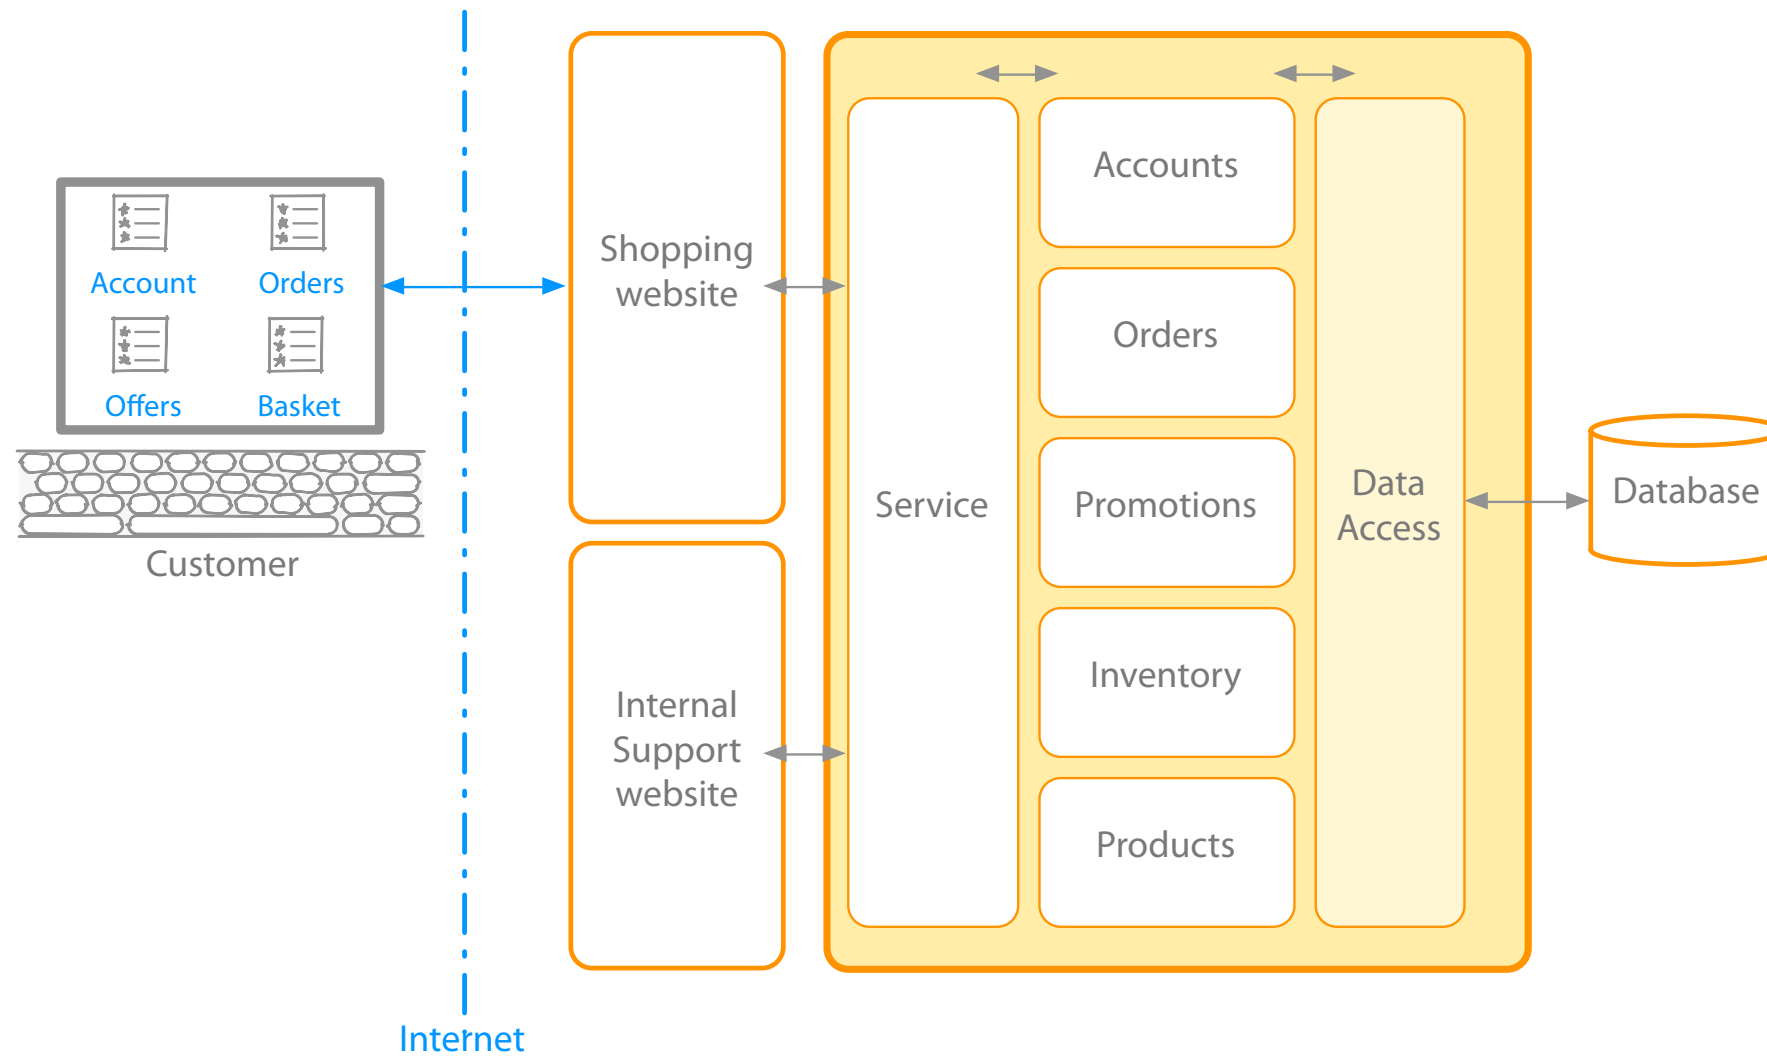 Account
Orders
Offers
Basket
Customer
Internet
Shopping
website
Internal
Support
website
Service
Accounts
Orders
Promotions
Inventory
Products
Data
Access
Database